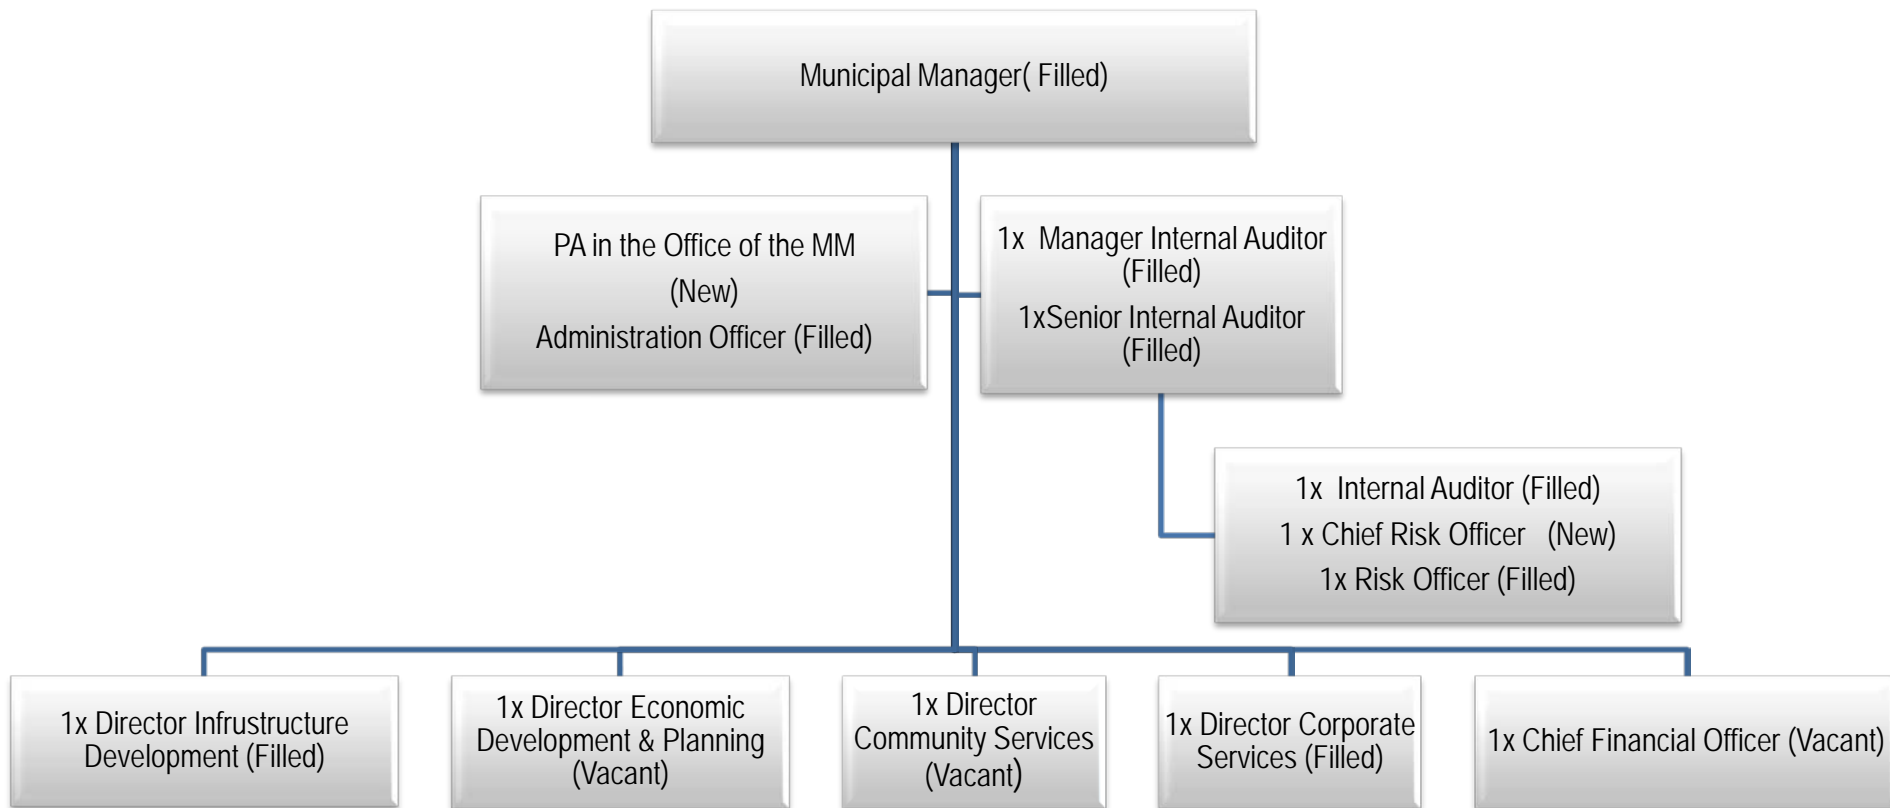 Municipal Manager( Filled)
PA in the Office of the MM
(New)
Administration Officer (Filled)
1x  Manager Internal Auditor
(Filled)
1xSenior Internal Auditor
(Filled)
1x  Internal Auditor (Filled)
1 x Chief Risk Officer   (New)
1x Risk Officer (Filled)
1x Director Infrustructure
Development (Filled)
1x Director Economic
Development & Planning
(Vacant)
1x Director
Community Services
(Vacant)
1x Director Corporate
Services (Filled)
1x Chief Financial Officer (Vacant)